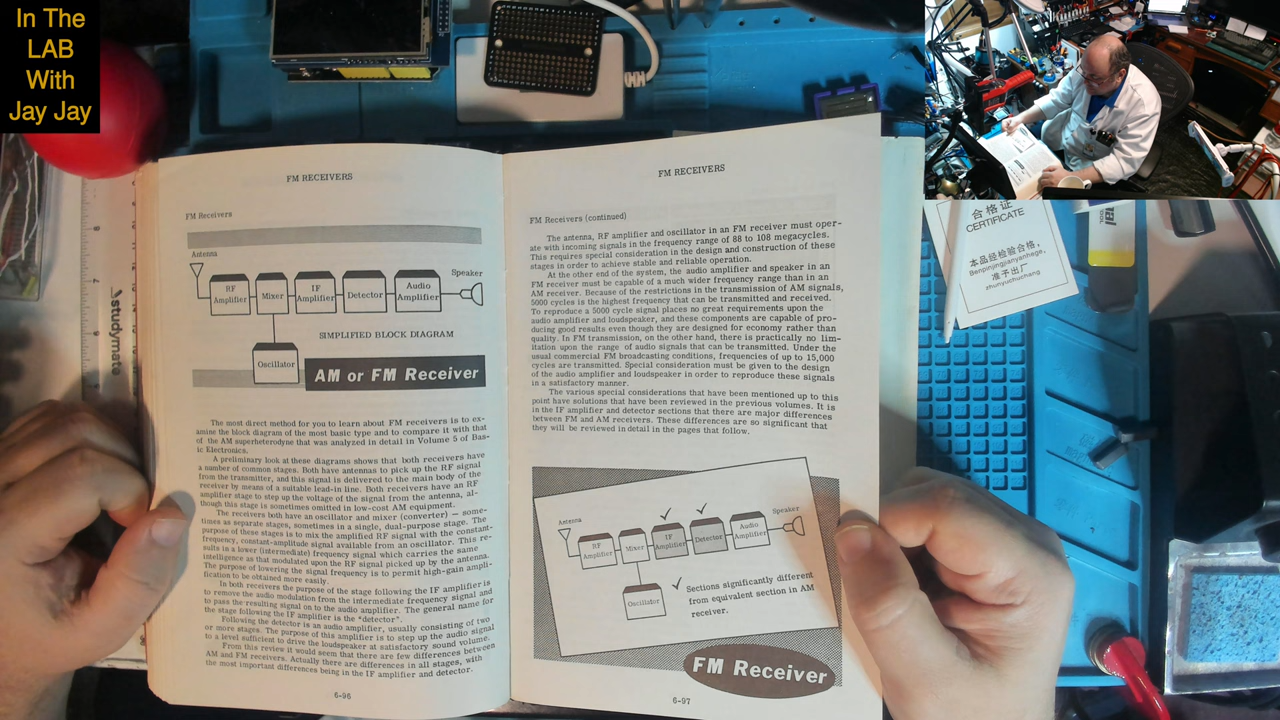 In The
LAB
With
Jay Jay
FM RECEIVERS
FM Receivers
Antenna
Speaker
RF
Amplifier
Mixer
IF
Amplifier
Detector
Audio
Amplifier
SIMPLIFIED BLOCK DIAGRAM
Oscillator
AM or FM Receiver
The most direct method for you to learn about FM receivers is to ex-
amine the block diagram of the most basic type and to compare it with that
of the AM superheterodyne that was analyzed in detail in Volume 5 of Bas-
ic Electronics.
A preliminary look at these diagrams shows that both receivers have
a number of common stages. Both have antennas to pick up the RF signal
from the transmitter, and this signal is delivered to the main body of the
receiver by means of a suitable lead-in line. Both receivers have an RF
amplifier stage to step up the voltage of the signal from the antenna, al-
though this stage is sometimes omitted in low-cost AM equipment.
The receivers both have an oscillator and mixer (converter) — some-
times as separate stages, sometimes in a single, dual-purpose stage. The
purpose of these stages is to mix the amplified RF signal with the constant-
frequency, constant-amplitude signal available from an oscillator. This re-
sults in a lower (intermediate) frequency signal which carries the same
intelligence as that modulated upon the RF signal picked up by the antenna.
The purpose of lowering the signal frequency is to permit high-gain ampli-
fication to be obtained more easily.
In both receivers the purpose of the stage following the IF amplifier is
to remove the audio modulation from the intermediate frequency signal and
to pass the resulting signal on to the audio amplifier. The general name for
the stage following the IF amplifier is the "detector".
Following the detector is an audio amplifier, usually consisting of two
or more stages. The purpose of this amplifier is to step up the audio signal
to a level sufficient to drive the loudspeaker at satisfactory sound volume.
From this review it would seem that there are few differences between
AM and FM receivers. Actually there are differences in all stages, with
the most important differences being in the IF amplifier and detector.
6-96
FM RECEIVERS
FM Receivers (continued)
The antenna, RF amplifier and oscillator in an FM receiver must oper-
ate with incoming signals in the frequency range of 88 to 108 megacycles.
This requires special consideration in the design and construction of these
stages in order to achieve stable and reliable operation.
At the other end of the system, the audio amplifier and speaker in an
FM receiver must be capable of a much wider frequency range than in an
AM receiver. Because of the restrictions in the transmission of AM signals,
5000 cycles is the highest frequency that can be transmitted and received.
To reproduce a 5000 cycle signal places no great requirements upon the
audio amplifier and loudspeaker, and these components are capable of pro-
ducing good results even though they are designed for economy rather than
quality. In FM transmission, on the other hand, there is practically no lim-
itation upon the range of audio signals that can be transmitted. Under the
usual commercial FM broadcasting conditions, frequencies of up to 15,000
cycles are transmitted. Special consideration must be given to the design
of the audio amplifier and loudspeaker in order to reproduce these signals
in a satisfactory manner.
The various special considerations that have been mentioned up to this
point have solutions that have been reviewed in the previous volumes. It is
in the IF amplifier and detector sections that there are major differences
between FM and AM receivers. These differences are so significant that
they will be reviewed in detail in the pages that follow.
Antenna
Speaker
RF
Amplifier
Mixer
IF
Amplifier
Detector
Audio
Amplifier
Oscillator
Sections significantly different
from equivalent section in AM
receiver.
FM Receiver
6-97
studymate
合格证
CERTIFICATE
本品经检验合格,
Benpinjingjianyanhege,
准予出厂
zhunyuchuchang
TOOL